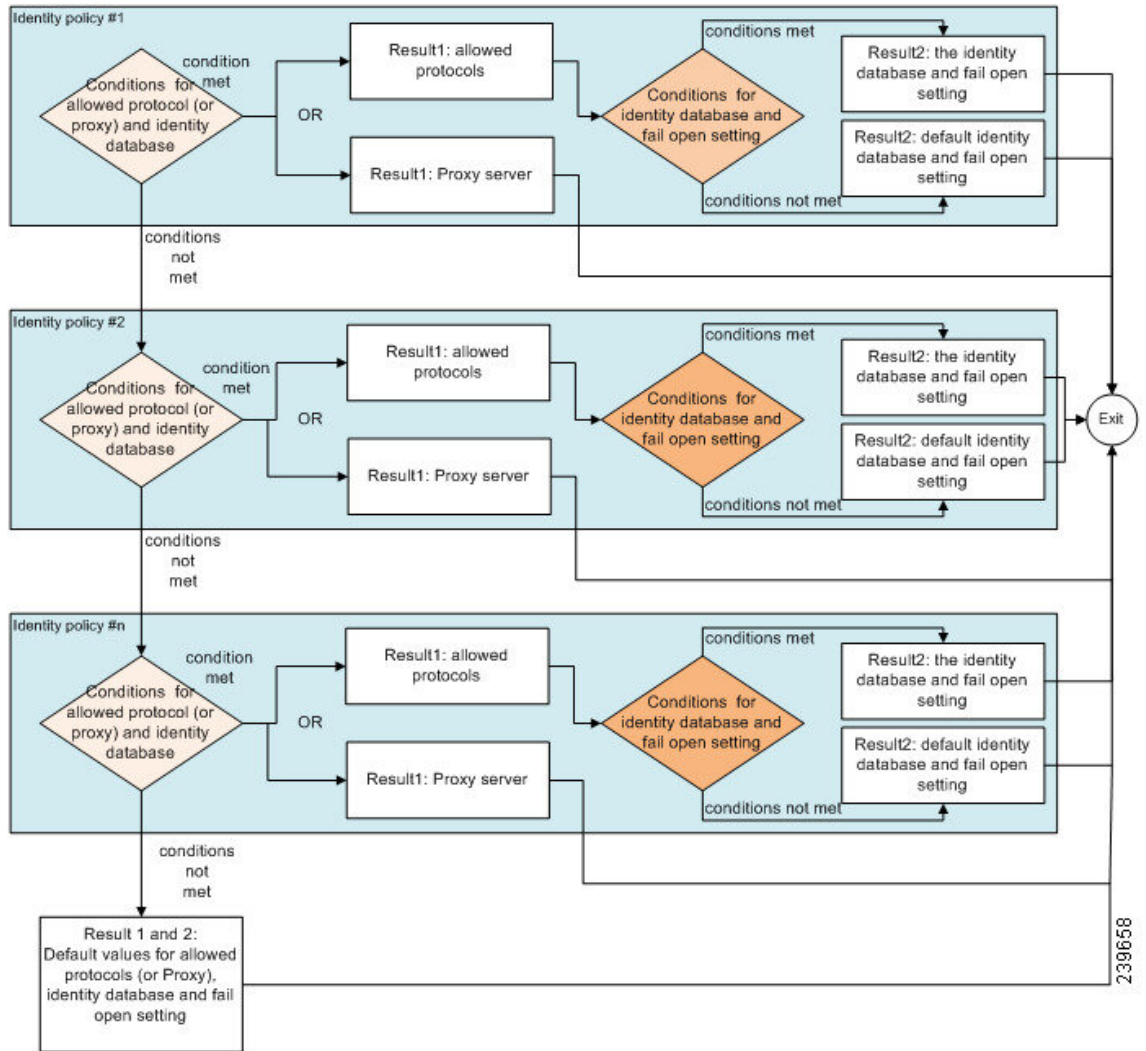 Identity policy #1
condition
met
Conditions for
allowed protocol (or
proxy) and identity
database
OR
Result1: allowed
protocols
Result1: Proxy server
conditions met
Conditions for
identity database and
fail open setting
conditions not met
Result2: the identity
database and fail open
setting
Result2: default identity
database and fail open
setting
conditions
not
met
Identity policy #2
condition
met
Conditions for
allowed protocol (or
proxy) and identity
database
OR
Result1: allowed
protocols
Result1: Proxy server
conditions met
Conditions for
identity database and
fail open setting
conditions not met
Result2: the identity
database and fail open
setting
Result2: default identity
database and fail open
setting
Exit
conditions
not
met
Identity policy #n
condition
met
Conditions for
allowed protocol (or
proxy) and identity
database
OR
Result1: allowed
protocols
Result1: Proxy server
conditions met
Conditions for
identity database and
fail open setting
conditions not met
Result2: the identity
database and fail open
setting
Result2: default identity
database and fail open
setting
conditions
not
met
Result 1 and 2:
Default values for allowed
protocols (or Proxy),
identity database and fail
open setting
239658